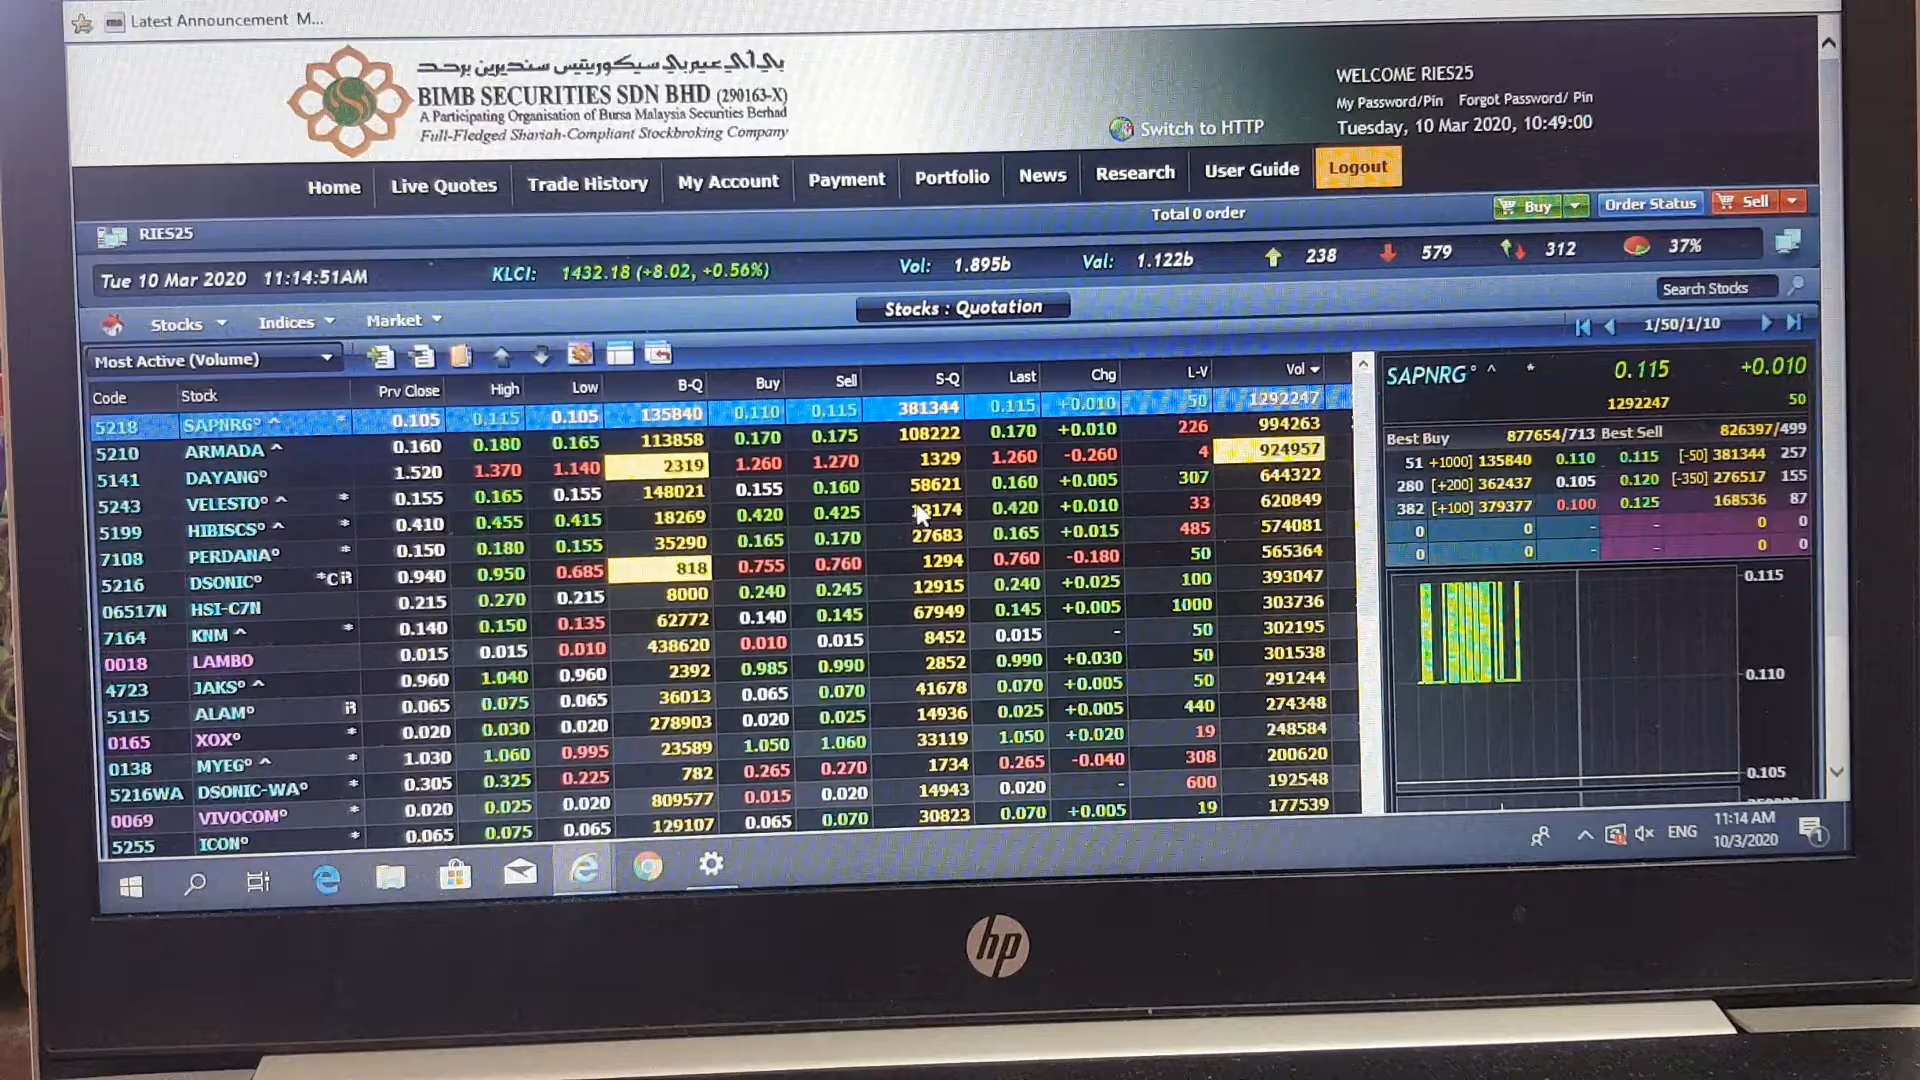 Latest Announcement M...
بي آي عيم بي سيكوريتيس سنديرين برحد
BIMB SECURITIES SDN BHD (290163-X)
A Participating Organisation of Bursa Malaysia Securities Berhad
Full-Fledged Shariah-Compliant Stockbroking Company
Switch to HTTP
WELCOME RIES25
My Password/Pin Forgot Password/ Pin
Tuesday, 10 Mar 2020, 10:49:00
Home Live Quotes Trade History My Account Payment Portfolio News Research User Guide Logout
Total 0 order Buy Order Status Sell
RIES25
Tue 10 Mar 2020 11:14:51AM KLCI: 1432.18 (+8.02, +0.56%) Vol: 1.895b Val: 1.122b 238 579 312 37%
Search Stocks
Stocks Indices Market Stocks : Quotation 1/50/1/10
Most Active (Volume)
Code Stock Prv Close High Low B-Q Buy Sell S-Q Last Chg L-V Vol
5218 SAPNRG° ^ * 0.105 0.115 0.105 135840 0.110 0.115 381344 0.115 +0.010 50 1292247
5210 ARMADA ^ 0.160 0.180 0.165 113858 0.170 0.175 108222 0.170 +0.010 226 994263
5141 DAYANG° 1.520 1.370 1.140 2319 1.260 1.270 1329 1.260 -0.260 4 924957
5243 VELESTO° ^ * 0.155 0.165 0.155 148021 0.155 0.160 58621 0.160 +0.005 307 644322
5199 HIBISCS° ^ * 0.410 0.455 0.415 18269 0.420 0.425 13174 0.420 +0.010 33 620849
7108 PERDANA° * 0.150 0.180 0.155 35290 0.165 0.170 27683 0.165 +0.015 485 574081
5216 DSONIC° 0.940 0.950 0.685 818 0.755 0.760 1294 0.760 -0.180 50 565364
06517N HSI-C7N 0.215 0.270 0.215 8000 0.240 0.245 12915 0.240 +0.025 100 393047
7164 KNM ^ * 0.140 0.150 0.135 62772 0.140 0.145 67949 0.145 +0.005 1000 303736
0018 LAMBO 0.015 0.015 0.010 438620 0.010 0.015 8452 0.015 - 50 302195
4723 JAKS° ^ 0.960 1.040 0.960 2392 0.985 0.990 2852 0.990 +0.030 50 301538
5115 ALAM° 0.065 0.075 0.065 36013 0.065 0.070 41678 0.070 +0.005 50 291244
0165 XOX° * 0.020 0.030 0.020 278903 0.020 0.025 14936 0.025 +0.005 440 274348
0138 MYEG° ^ * 1.030 1.060 0.995 23589 1.050 1.060 33119 1.050 +0.020 19 248584
5216WA DSONIC-WA° * 0.305 0.325 0.225 782 0.265 0.270 1734 0.265 -0.040 308 200620
0069 VIVOCOM° * 0.020 0.025 0.020 809577 0.015 0.020 14943 0.020 - 600 192548
5255 ICON° * 0.065 0.075 0.065 129107 0.065 0.070 30823 0.070 +0.005 19 177539
SAPNRG° ^ * 0.115 +0.010
1292247 50
Best Buy 877654/713 Best Sell 826397/499
51 +1000] 135840 0.110 0.115 [-50] 381344 257
280 [+200] 362437 0.105 0.120 [-350] 276517 155
382 [+100] 379377 0.100 0.125 168536 87
0 0 - - 0 0
0 0 - - 0 0
0.115
0.110
0.105
ENG 11:14 AM
10/3/2020
1
hp